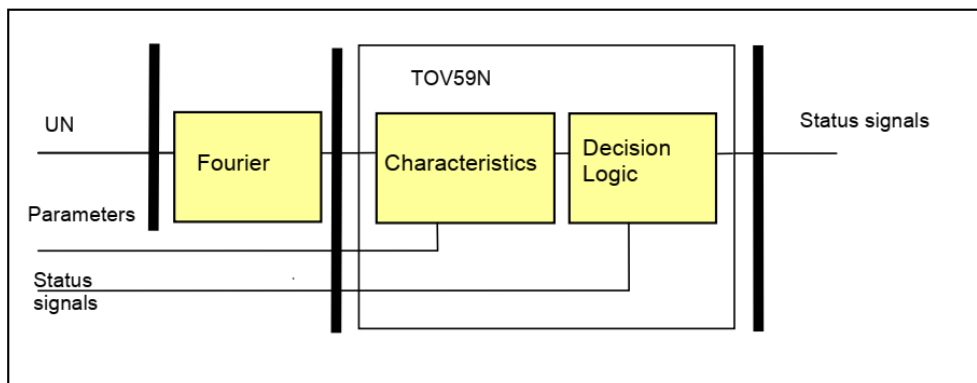 TOV59N
UN
Status signals
Fourier
Characteristics
Decision
Logic
Parameters
Status
signals